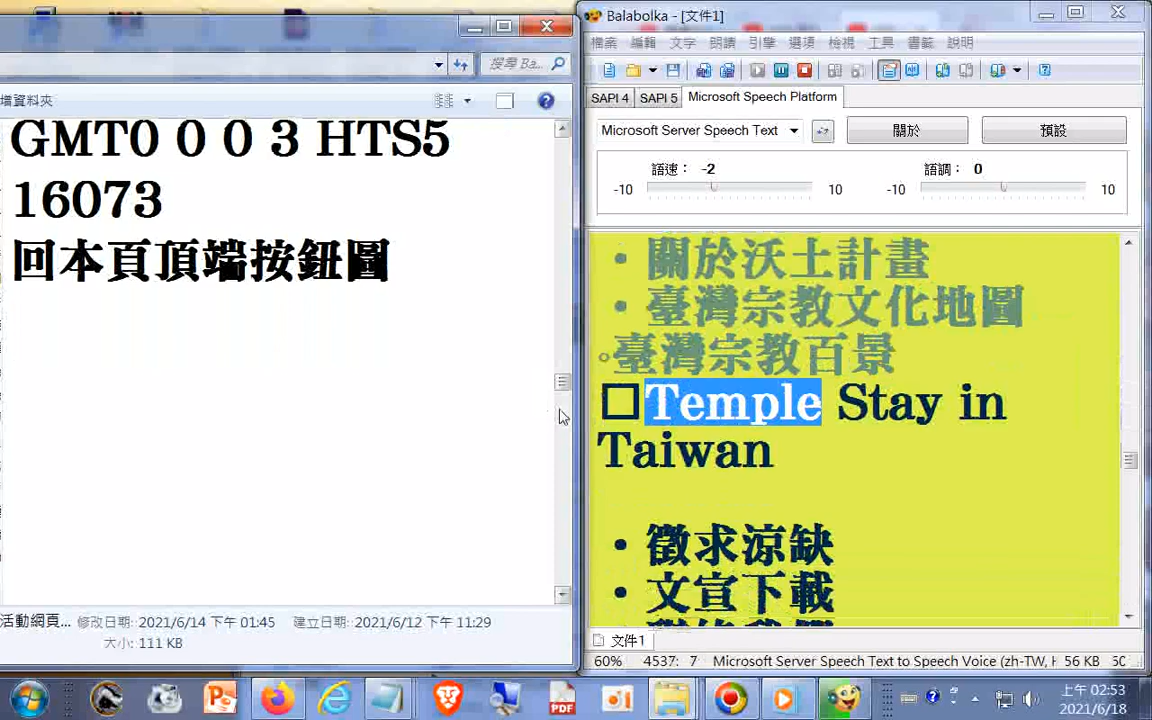 搜尋 Ba...
增資料夾
GMT0 0 0 3 HTS5
16073
回本頁頂端按鈕圖
活動網頁... 修改日期: 2021/6/14 下午 01:45 建立日期: 2021/6/12 下午 11:29
大小: 111 KB
Balabolka - [文件1]
檔案 編輯 文字 朗讀 引擎 選項 檢視 工具 書籤 說明
SAPI 4 SAPI 5 Microsoft Speech Platform
Microsoft Server Speech Text 關於 預設
語速： -2 語調： 0
-10 10 -10 10
• 關於沃土計畫
• 臺灣宗教文化地圖
◦臺灣宗教百景
□Temple Stay in
Taiwan
• 徵求涼缺
• 文宣下載
文件1
60% 4537: 7 Microsoft Server Speech Text to Speech Voice (zh-TW, H 56 KB
PDF
上午 02:53
2021/6/18